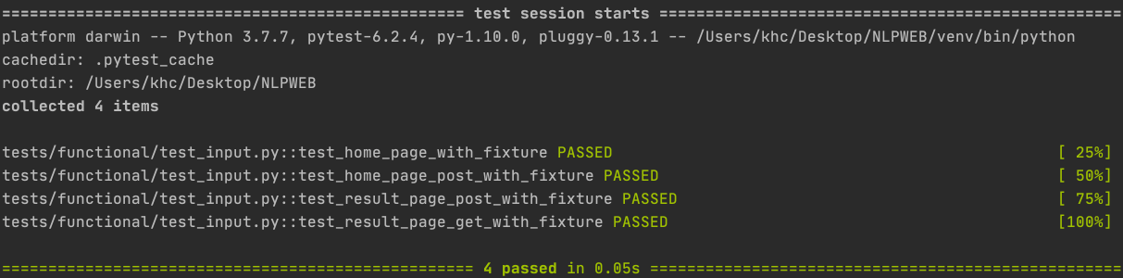 ================================================== test session starts ==================================================
platform darwin -- Python 3.7.7, pytest-6.2.4, py-1.10.0, pluggy-0.13.1 -- /Users/khc/Desktop/NLPWEB/venv/bin/python
cachedir: .pytest_cache
rootdir: /Users/khc/Desktop/NLPWEB
collected 4 items

tests/functional/test_input.py::test_home_page_with_fixture PASSED [ 25%]
tests/functional/test_input.py::test_home_page_post_with_fixture PASSED [ 50%]
tests/functional/test_input.py::test_result_page_post_with_fixture PASSED [ 75%]
tests/functional/test_input.py::test_result_page_get_with_fixture PASSED [100%]

=================================================== 4 passed in 0.05s ===================================================